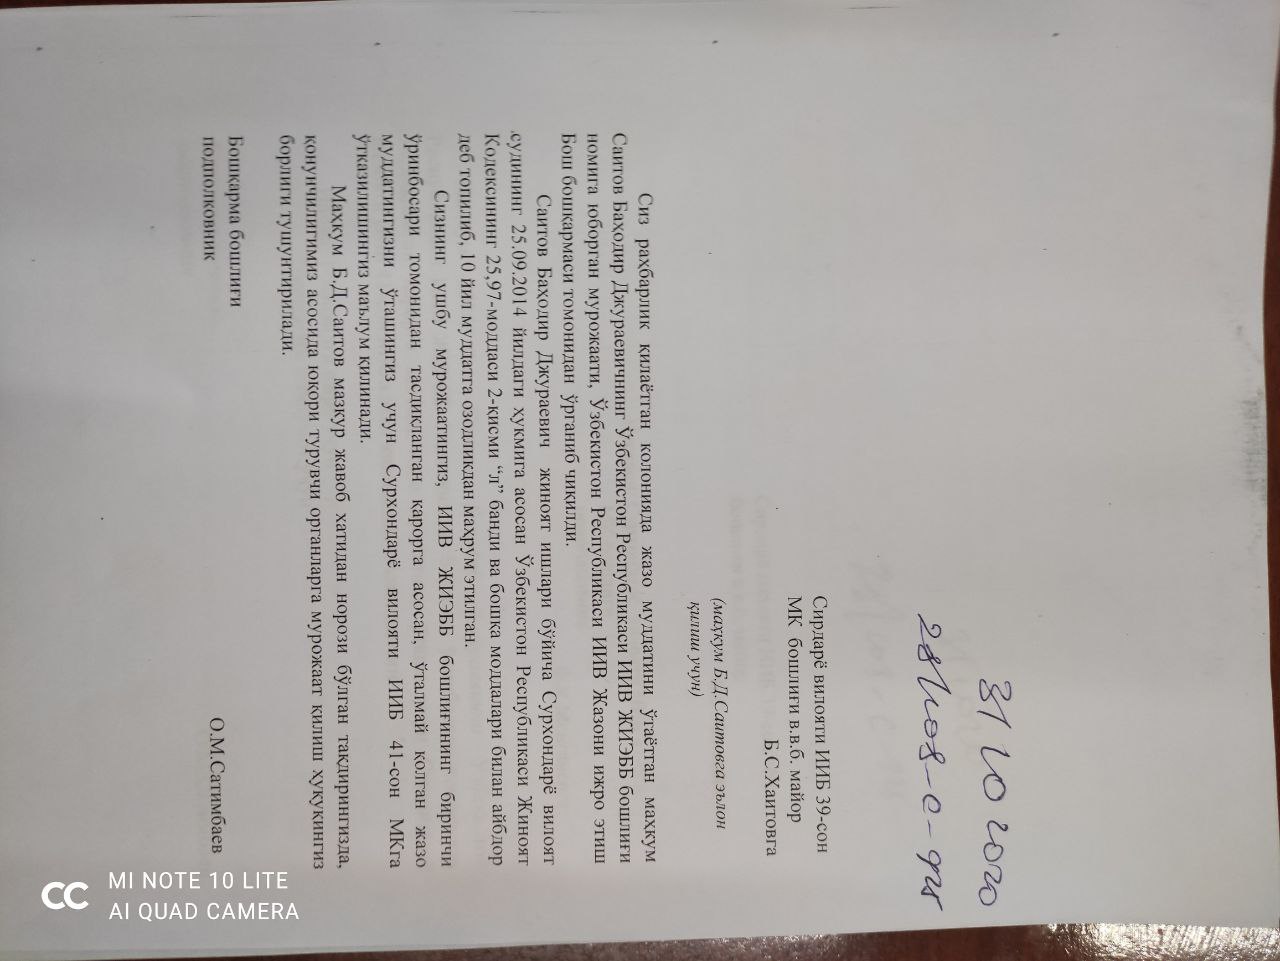 31 10 2020
28/
Сирдарё вилояти ИИБ 39-сон
МК бошлиғи в.в.б. майор
Б.С.Хаитовга
(маҳкум Б.Д.Саитовга эълон
қилиш учун)
Сиз рахбарлик қилаётган колонияда жазо муддатини ўтаётган махкум
Саитов Баходир Джураевичнинг Ўзбекистон Республикаси ИИВ ЖИЭББ бошлиғи
номига юборган мурожаати, Ўзбекистон Республикаси ИИВ Жазони ижро этиш
Бош бошқармаси томонидан ўрганиб чиқилди.
Саитов Баходир Джураевич жиноят ишлари бўйича Сурхондарё вилоят
судининг 25.09.2014 йилдаги ҳукмига асосан Ўзбекистон Республикаси Жиноят
Кодексининг 25,97-моддаси 2-қисми “л” банди ва бошқа моддалари билан айбдор
деб топилиб, 10 йил муддатга озодликдан маҳрум этилган.
Сизнинг ушбу мурожаатингиз, ИИВ ЖИЭББ бошлиғининг биринчи
ўринбосари томонидан тасдиқланган қарорга асосан, ўталмай қолган жазо
муддатингизни ўташингиз учун Сурхондарё вилояти ИИБ 41-сон МКга
ўтказилишингиз маълум қилинади.
Маҳкум Б.Д.Саитов мазкур жавоб хатидан норози бўлган тақдирингизда,
қонунчилигимиз асосида юқори турувчи органларга мурожаат қилиш ҳуқуқингиз
борлиги тушунтирилади.
Бошқарма бошлиғи
подполковник
О.М.Сатимбаев
MI NOTE 10 LITE
AI QUAD CAMERA